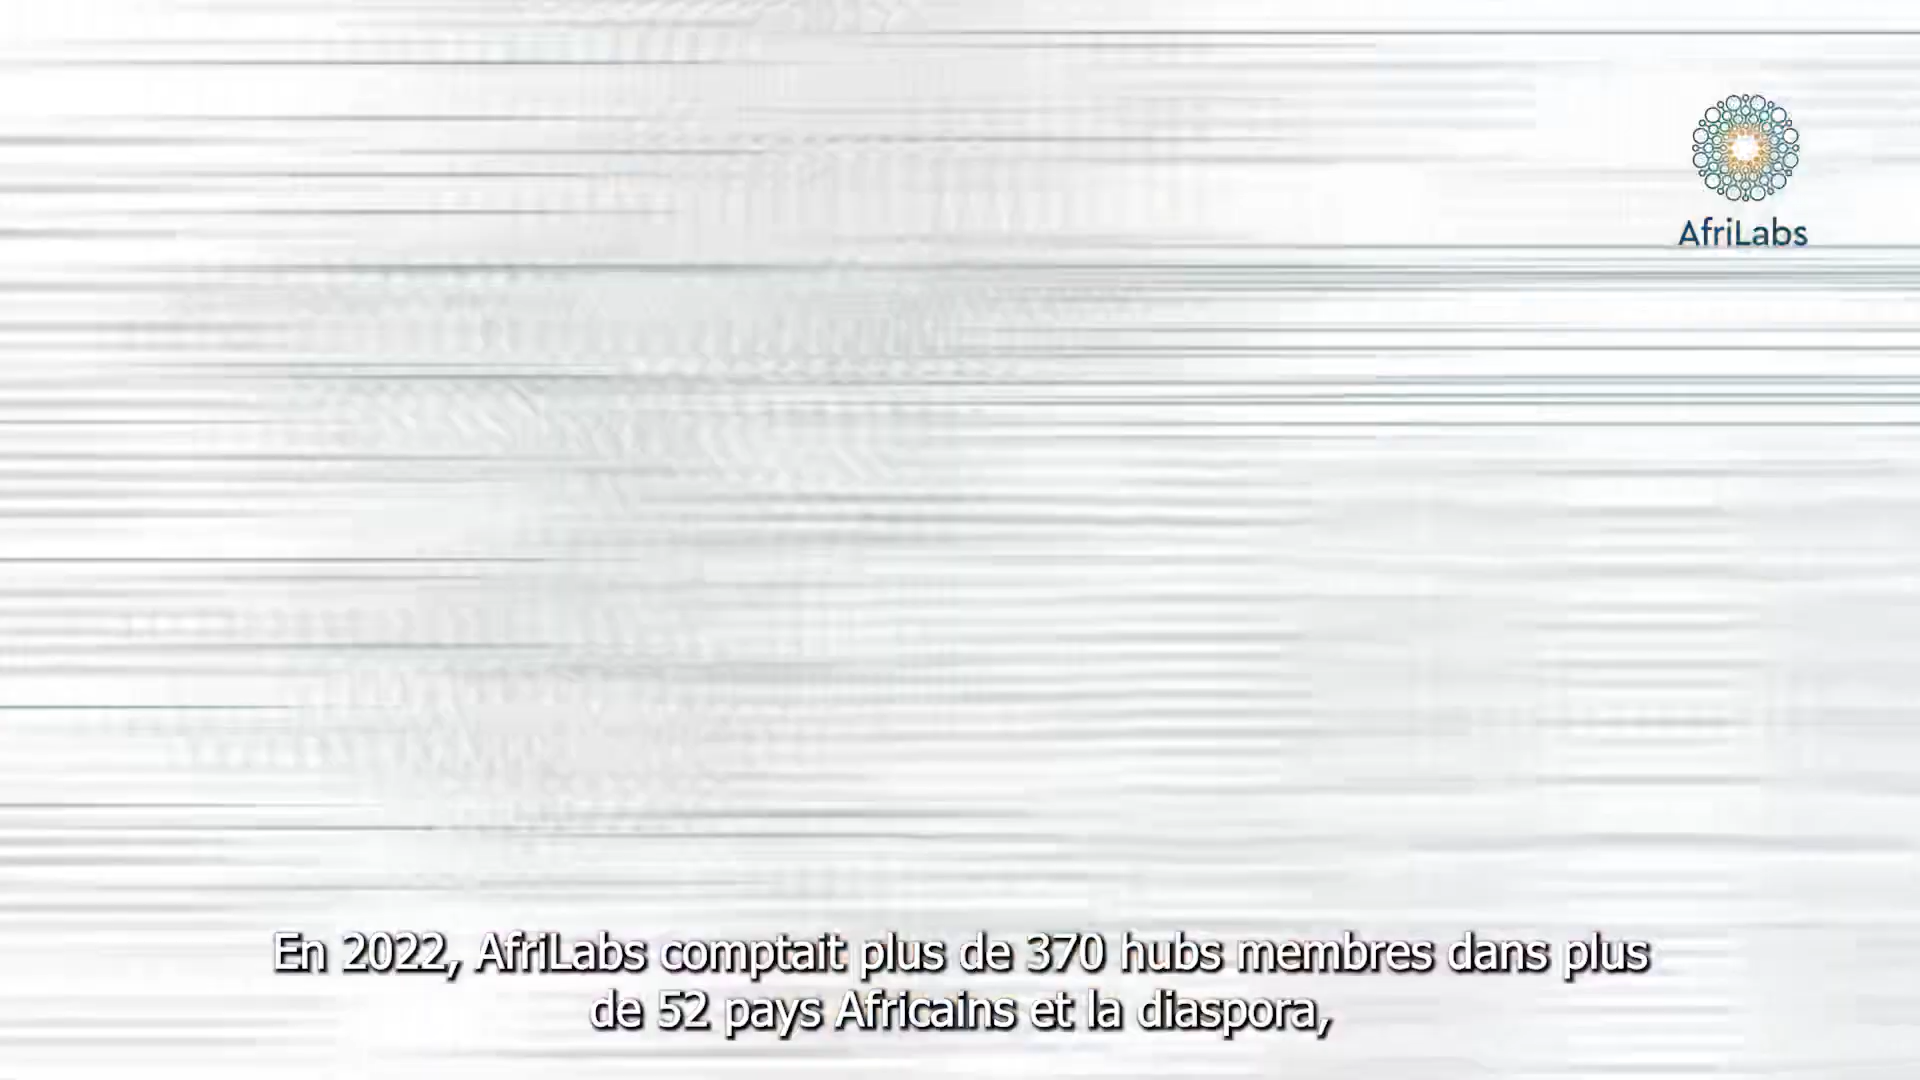 AfriLabs
En 2022, AfriLabs comptait plus de 370 hubs membres dans plus
de 52 pays Africains et la diaspora,